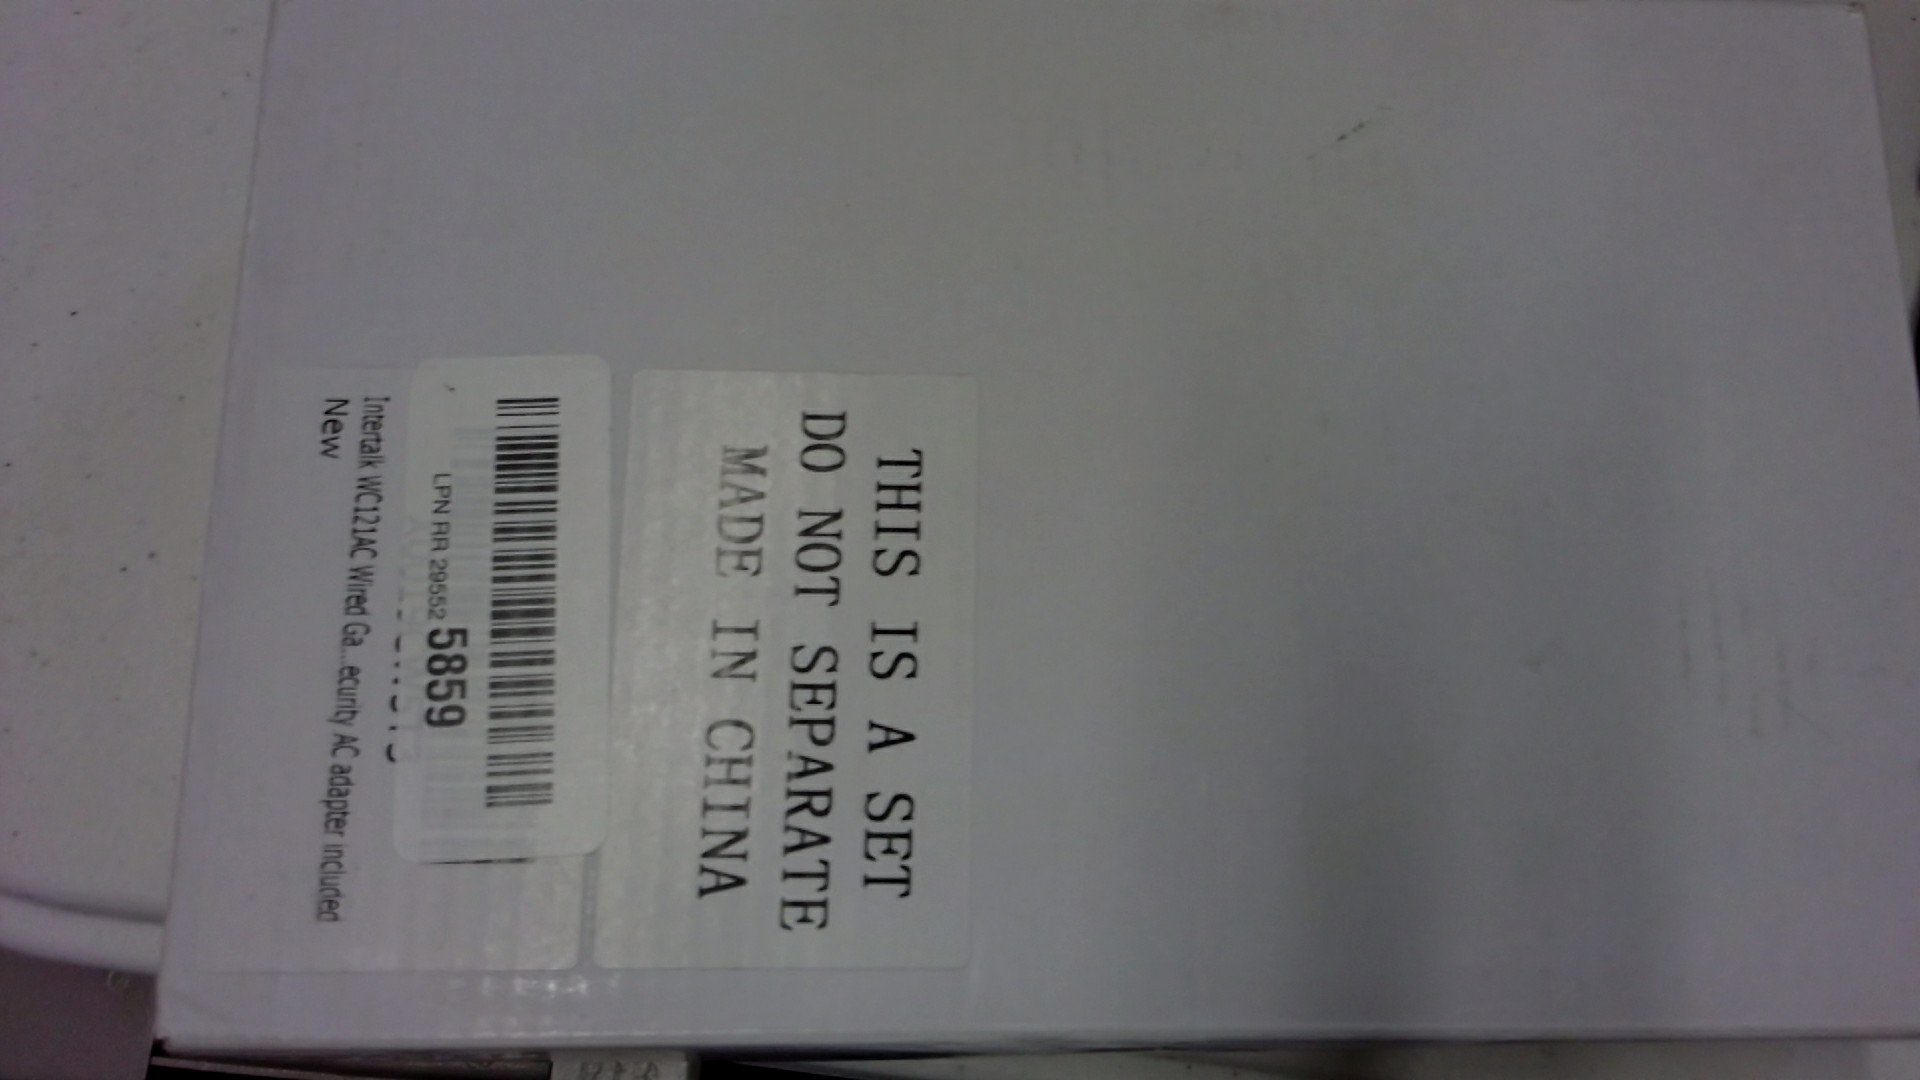 THIS IS A SET
DO NOT SEPARATE
MADE IN CHINA
LPN RR 29552 5859
Intertalk WC121AC Wired Ga...ecurity AC adapter included
New